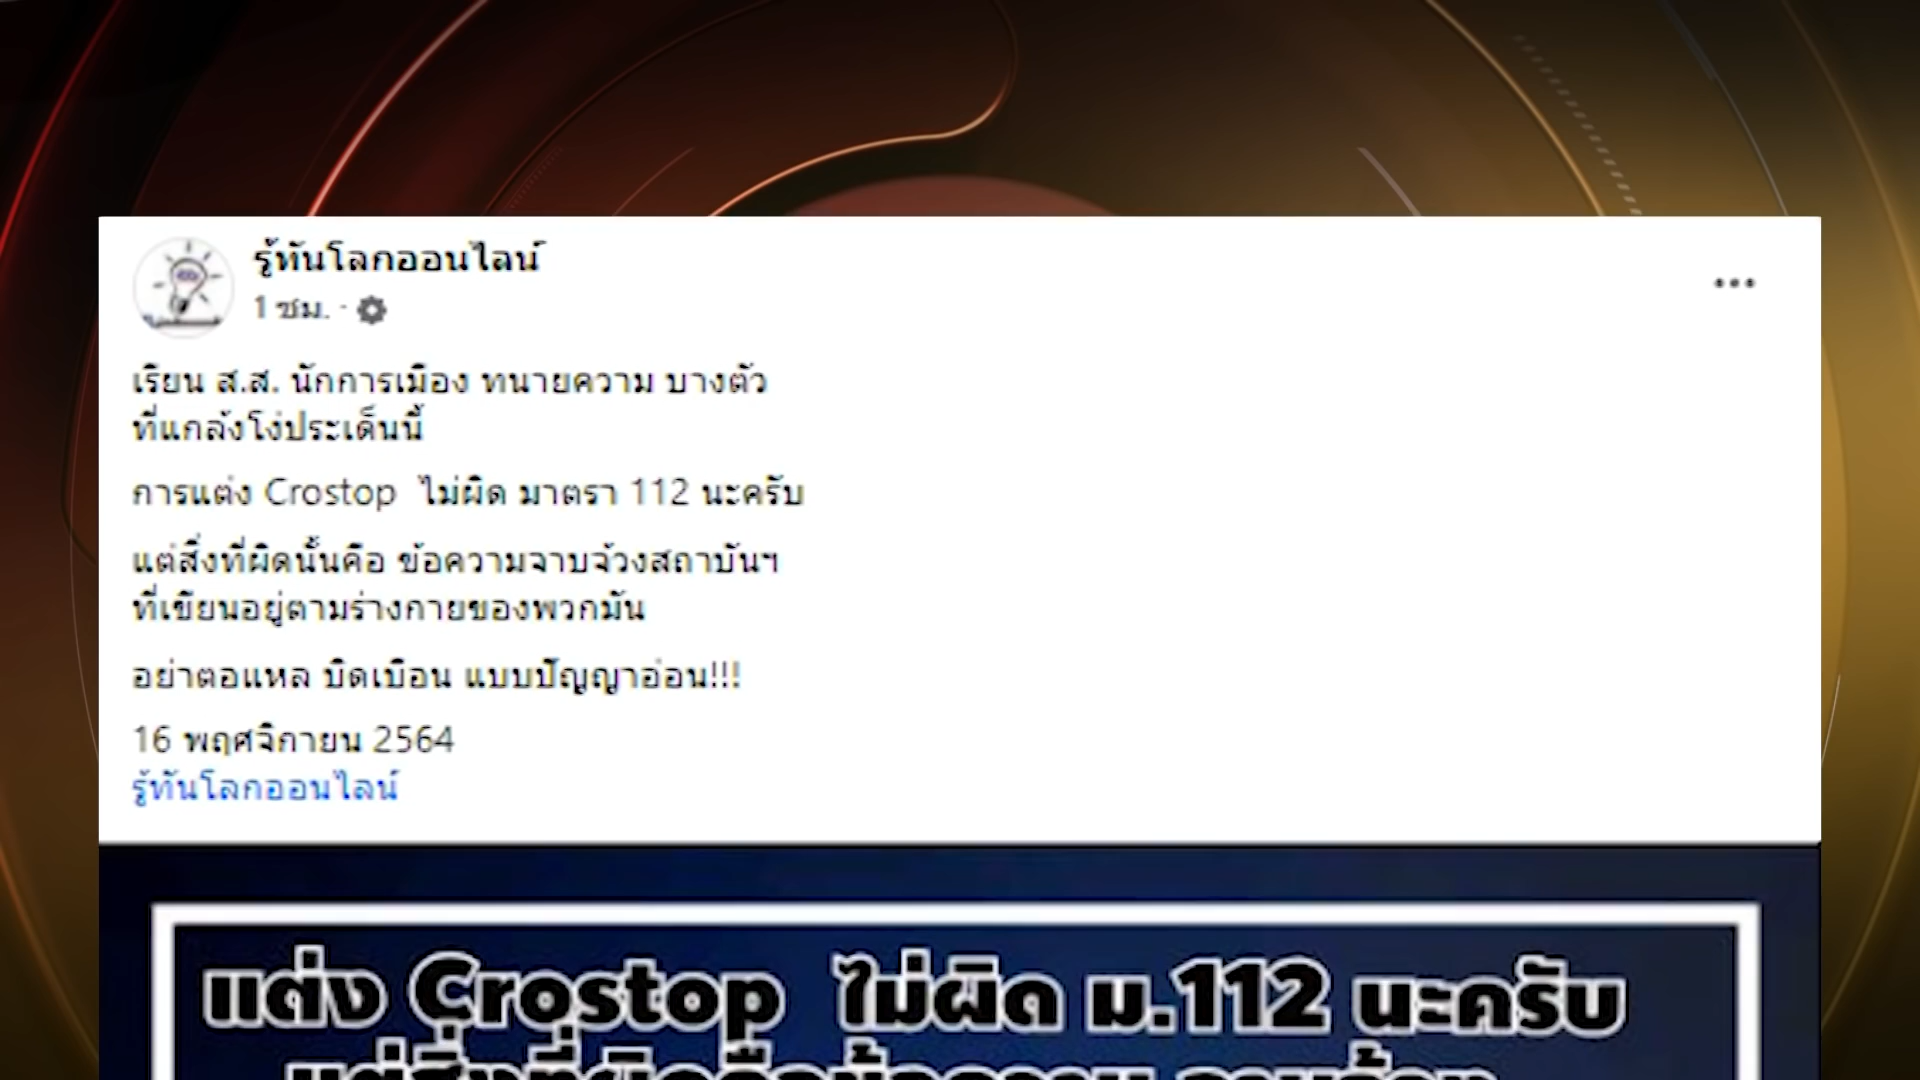 รู้ทันโลกออนไลน์
1 ชม. ·
เรียน ส.ส. นักการเมือง ทนายความ บางตัว
ที่แกล้งโง่ประเด็นนี้
การแต่ง Crostop ไม่ผิด มาตรา 112 นะครับ
แต่สิ่งที่ผิดนั้นคือ ข้อความจาบจ้วงสถาบันฯ
ที่เขียนอยู่ตามร่างกายของพวกมัน
อย่าตอแหล บิดเบือน แบบปัญญาอ่อน!!!
16 พฤศจิกายน 2564
รู้ทันโลกออนไลน์
แต่ง Crostop ไม่ผิด ม.112 นะครับ